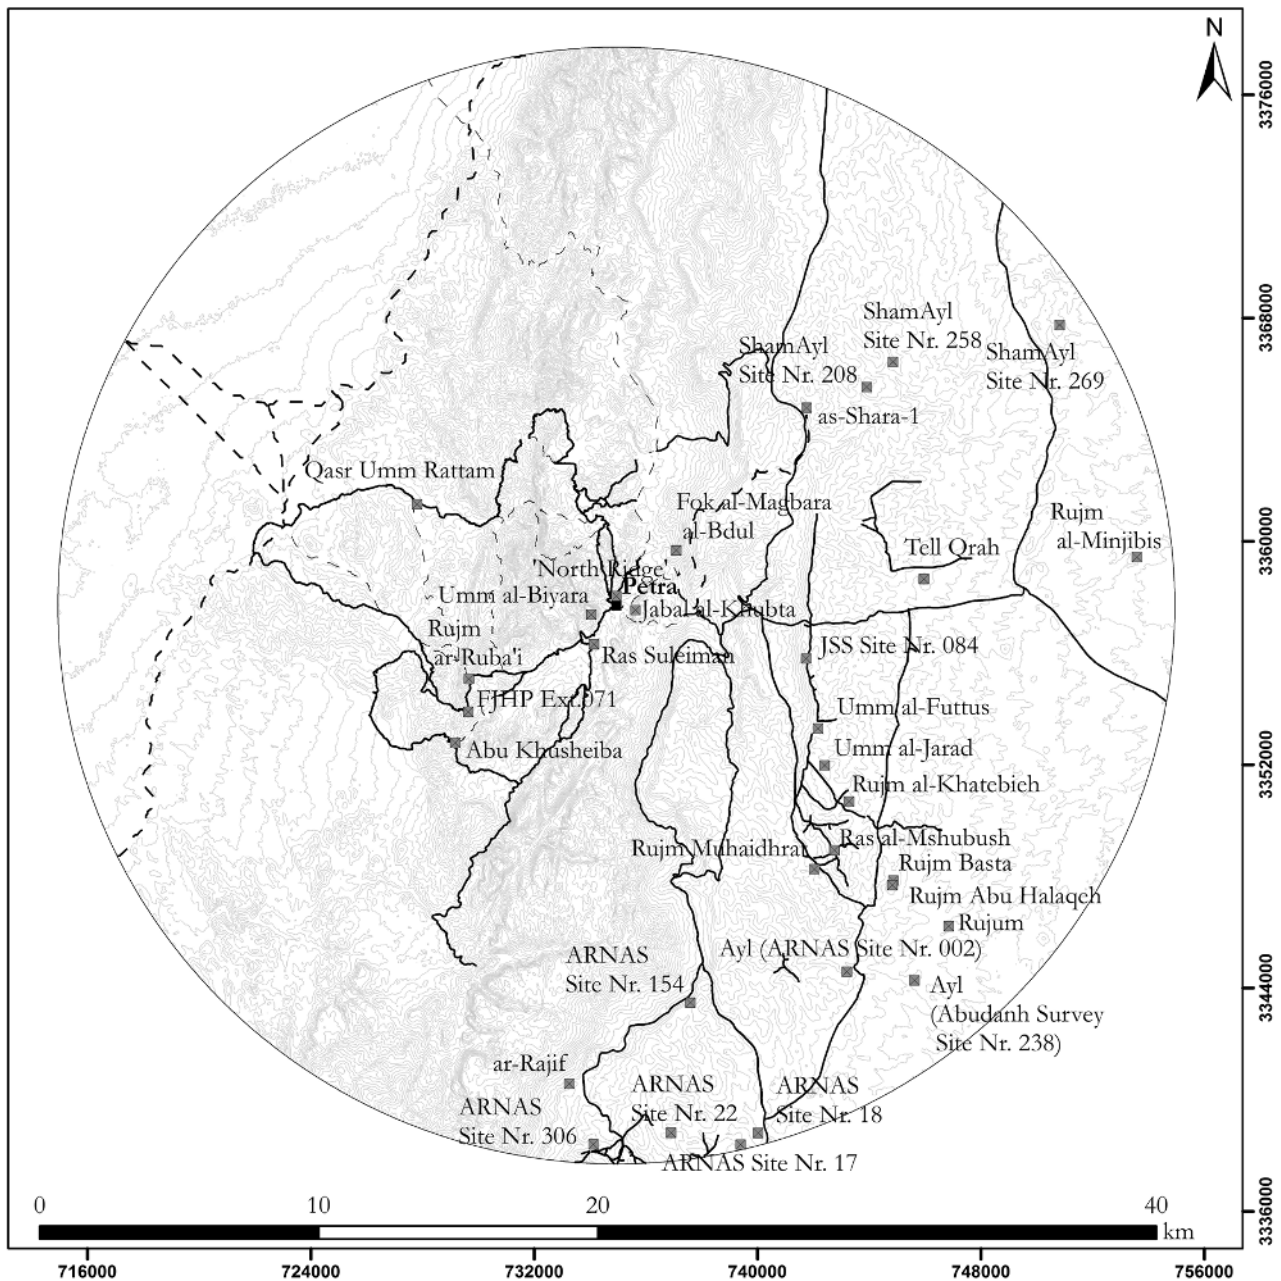 N
3376000
ShamAyl
Site Nr. 258
3368000
ShamAyl
Site Nr. 208
ShamAyl
Site Nr. 269
as-Shara-1
Qasr Umm Rattam
Fok al-Magbara
al-Bdul
Rujm
al-Minjibis
3360000
Tell Orah
'North Ridge'
Petra
Umm al-Biyara
Jabal al-Khubta
Rujm
ar-Ruba'i
Ras Suleiman
JSS Site Nr. 084
FJHP Ext.071
Umm al-Futtus
Abu Khusheiba
Umm al-Jarad
3352000
Rujm al-Khatebieh
Rujm Muhaidhrat
Ras al-Mshubush
Rujm Basta
Rujm Abu Halaqeh
Rujum
Ayl (ARNAS Site Nr. 002)
ARNAS
Site Nr. 154
Ayl
(Abudanh Survey
Site Nr. 238)
3344000
ar-Rajif
ARNAS
Site Nr. 306
ARNAS
Site Nr. 22
ARNAS
Site Nr. 18
ARNAS Site Nr. 17
3336000
0 10 20 40
km
716000 724000 732000 740000 748000 756000